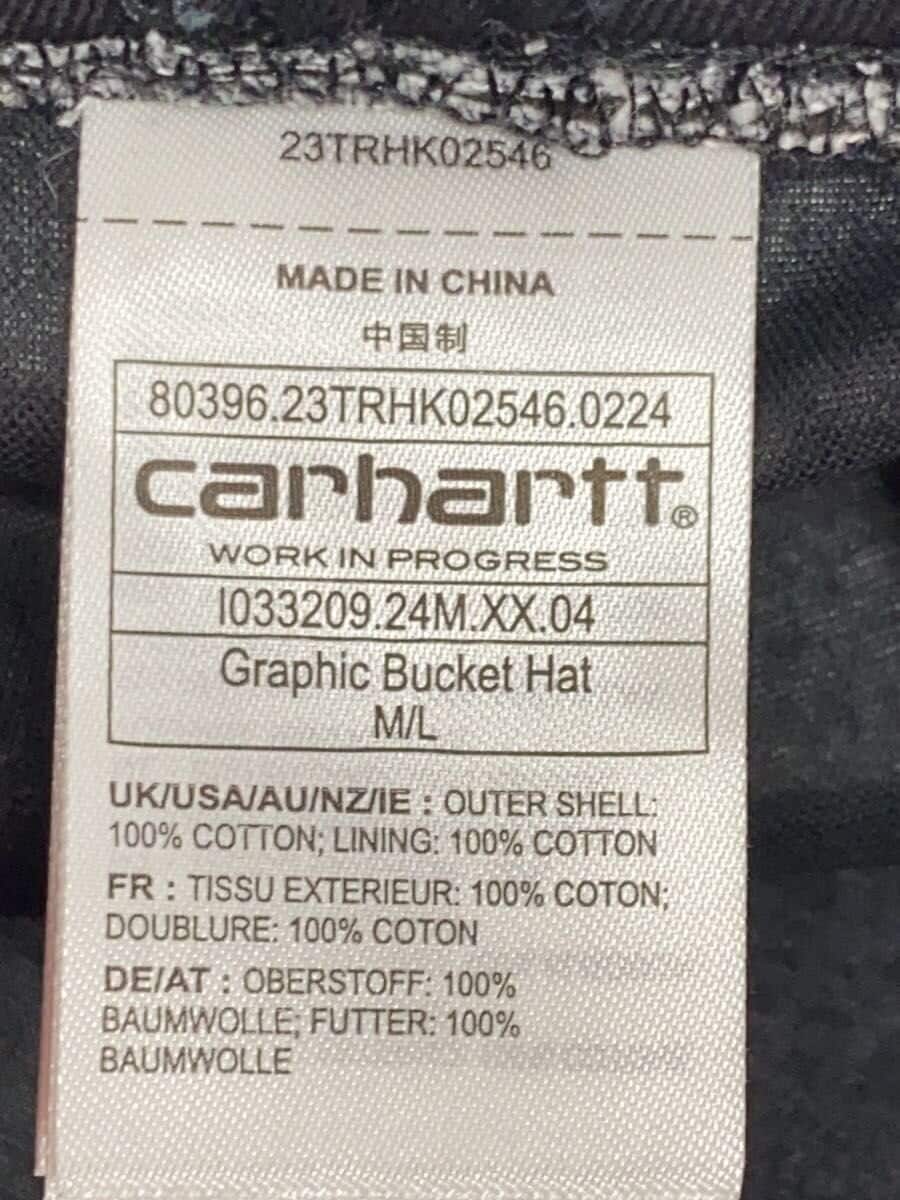 23TRHK02546
MADE IN CHINA
中国制
80396.23TRHK02546.0224
carhartt®
WORK IN PROGRESS
I033209.24M.XX.04
Graphic Bucket Hat
M/L
UK/USA/AU/NZ/IE : OUTER SHELL:
100% COTTON; LINING: 100% COTTON
FR : TISSU EXTERIEUR: 100% COTON;
DOUBLURE: 100% COTON
DE/AT : OBERSTOFF: 100%
BAUMWOLLE; FUTTER: 100%
BAUMWOLLE